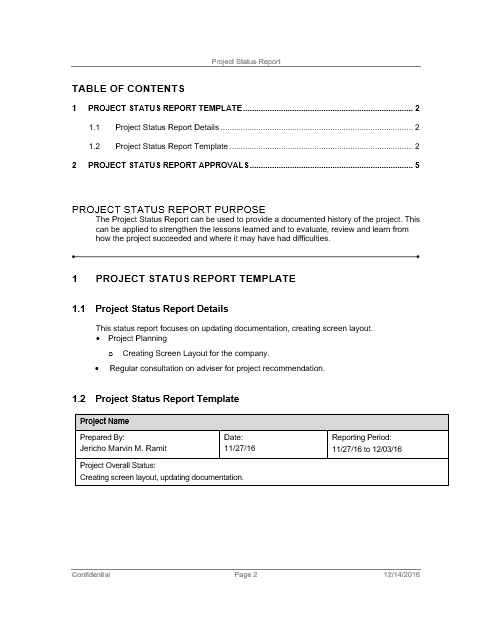 Project Status Report
TABLE OF CONTENTS
1 PROJECT STATUS REPORT TEMPLATE 2
1.1 Project Status Report Details 2
1.2 Project Status Report Template 2
2 PROJECT STATUS REPORT APPROVALS 5
PROJECT STATUS REPORT PURPOSE
The Project Status Report can be used to provide a documented history of the project. This
can be applied to strengthen the lessons learned and to evaluate, review and learn from
how the project succeeded and where it may have had difficulties.
1 PROJECT STATUS REPORT TEMPLATE
1.1 Project Status Report Details
This status report focuses on updating documentation, creating screen layout.
• Project Planning
o Creating Screen Layout for the company.
• Regular consultation on adviser for project recommendation.
1.2 Project Status Report Template
Project Name
Prepared By: Date: Reporting Period:
Jericho Marvin M. Ramit 11/27/16 11/27/16 to 12/03/16
Project Overall Status:
Creating screen layout, updating documentation.
Confidential Page 2 12/14/2016